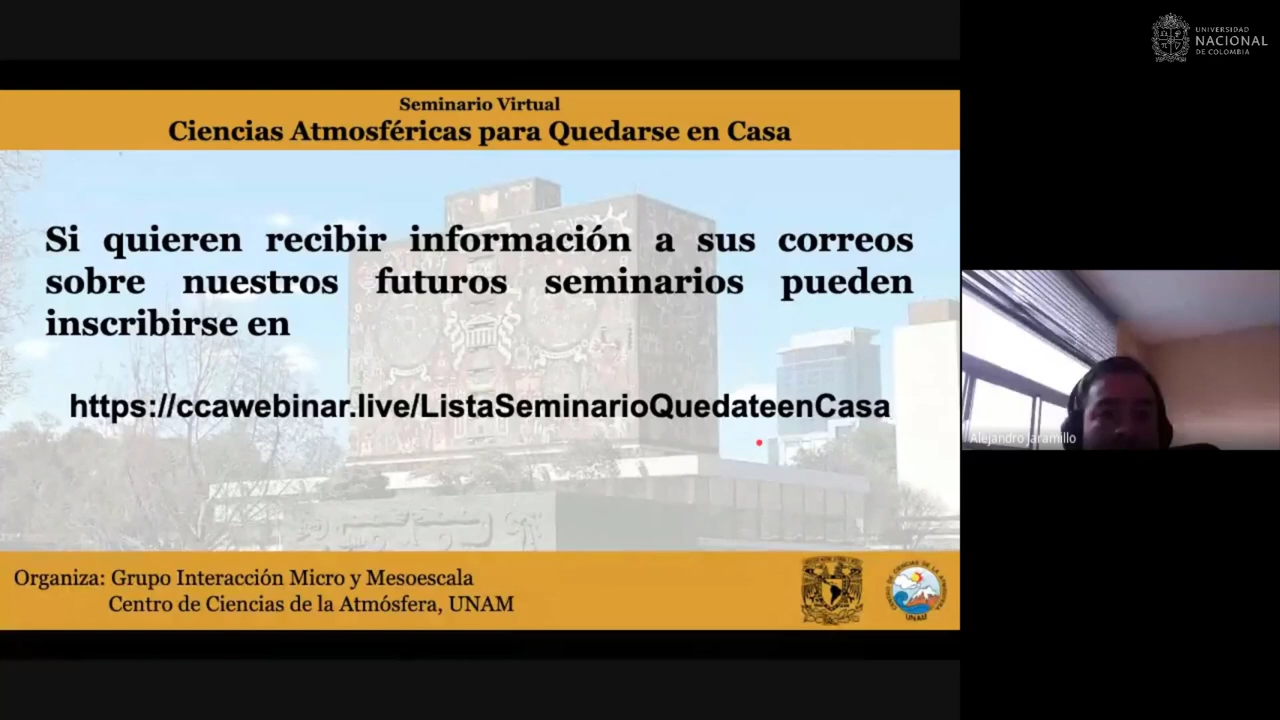 UNIVERSIDAD
NACIONAL
DE COLOMBIA
Seminario Virtual
Ciencias Atmosféricas para Quedarse en Casa
Si quieren recibir información a sus correos
sobre nuestros futuros seminarios pueden
inscribirse en
https://ccawebinar.live/ListaSeminarioQuedateenCasa
Alejandro Jaramillo
Organiza: Grupo Interacción Micro y Mesoescala
Centro de Ciencias de la Atmósfera, UNAM
UNAM